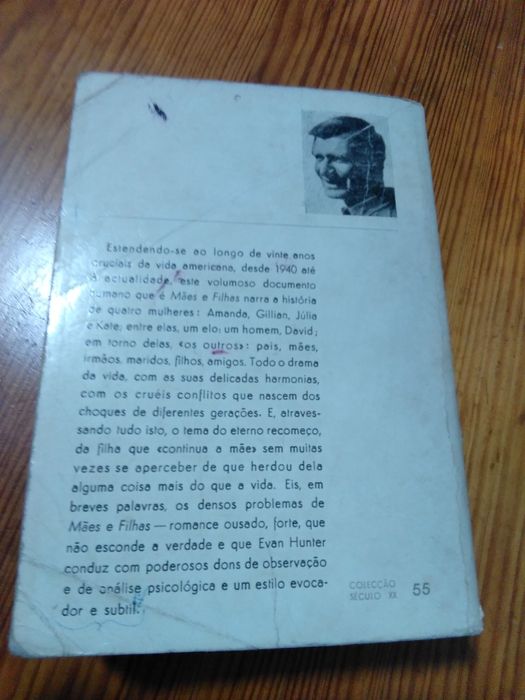 Estendendo-se ao longo de vinte anos
cruciais da vida americana, desde 1940 até
à actualidade, este volumoso documento
humano que é Mães e Filhas narra a história
de quatro mulheres: Amanda, Gillian, Júlia
e Kate; entre elas, um elo: um homem, David;
em torno delas, «os outros»: pais, mães,
irmãos, maridos, filhos, amigos. Todo o drama
da vida, com as suas delicadas harmonias,
com os cruéis conflitos que nascem dos
choques de diferentes gerações. E, atraves-
sando tudo isto, o tema do eterno recomeço,
da filha que «continua a mãe» sem muitas
vezes se aperceber de que herdou dela
alguma coisa mais do que a vida. Eis, em
breves palavras, os densos problemas de
Mães e Filhas — romance ousado, forte, que
não esconde a verdade e que Evan Hunter
conduz com poderosos dons de observação
e de análise psicológica e um estilo evoca-
dor e subtil.
COLECÇÃO
SÉCULO XX 55